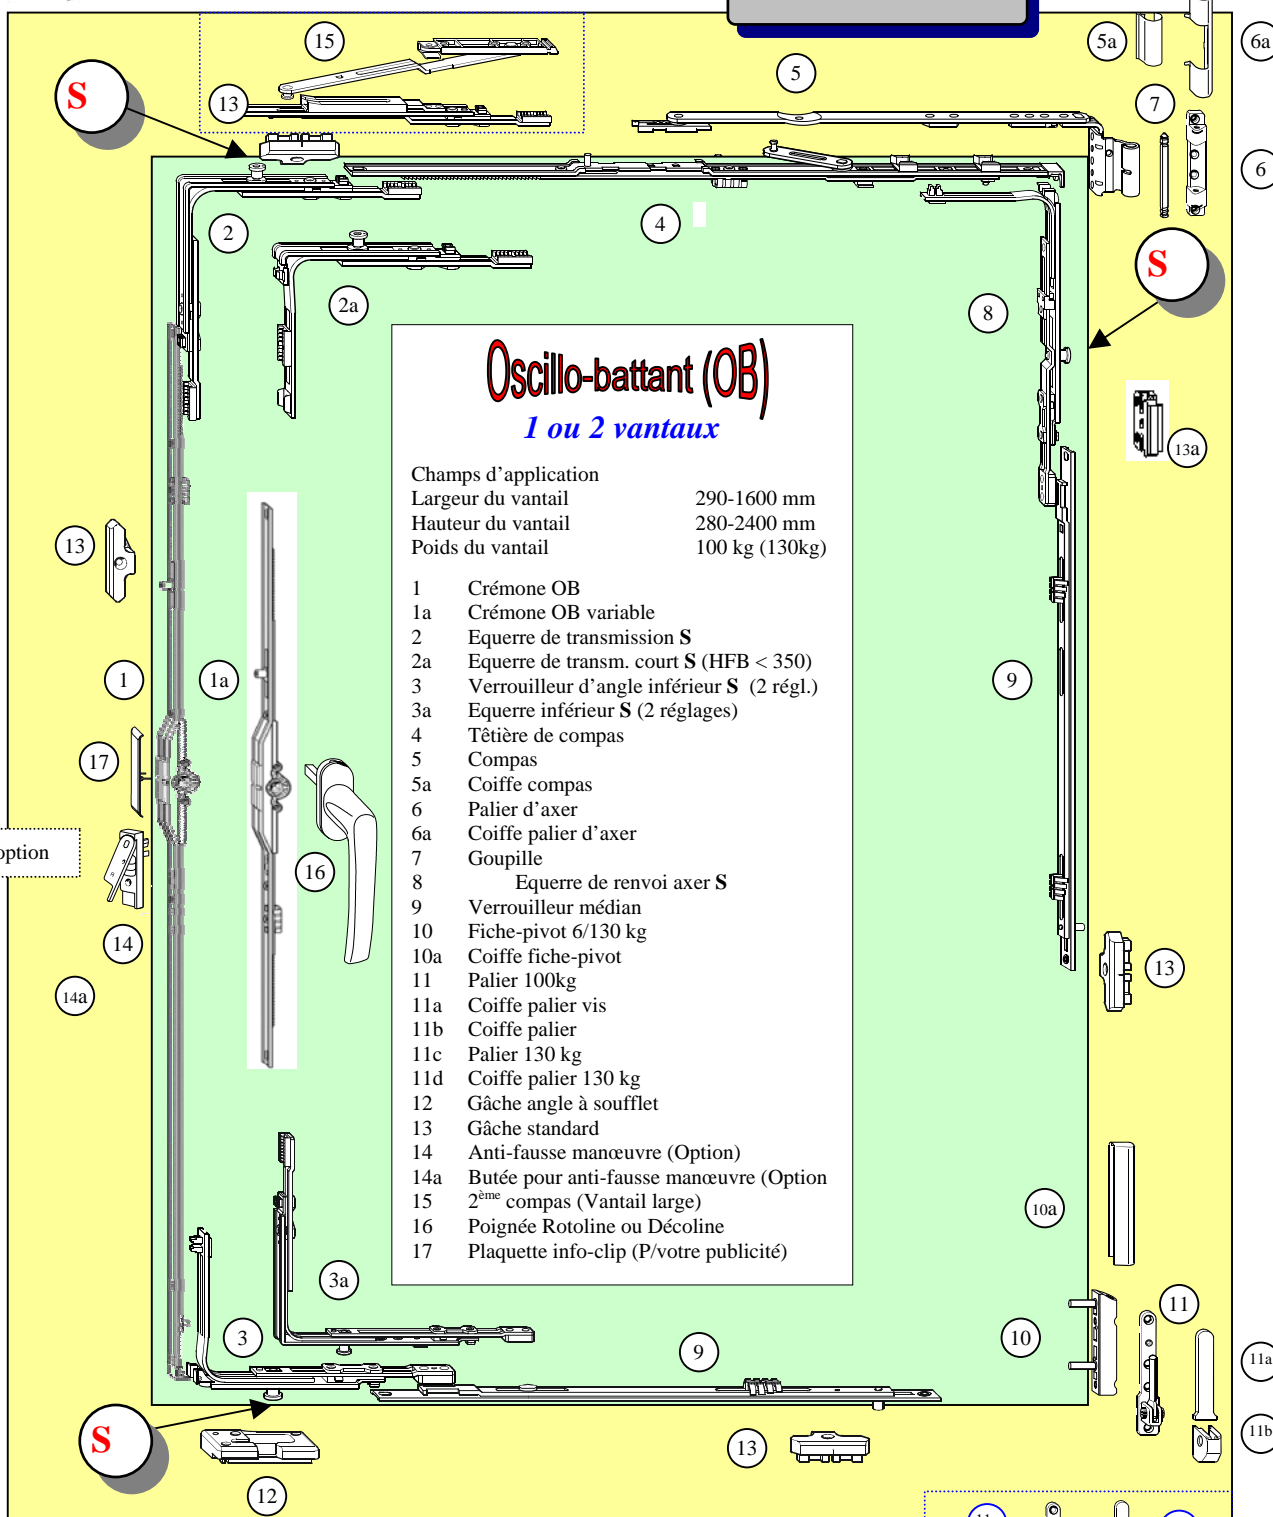 15
5a
6a
S
5
13
7
6
2
4
S
2a
8
Oscillo-battant (OB)
1 ou 2 vantaux
13a
Champs d’application
Largeur du vantail 290-1600 mm
Hauteur du vantail 280-2400 mm
Poids du vantail 100 kg (130kg)
13
1 Crémone OB
1a Crémone OB variable
2 Equerre de transmission S
2a Equerre de transm. court S (HFB < 350)
3 Verrouilleur d’angle inférieur S (2 régl.)
3a Equerre inférieur S (2 réglages)
4 Têtière de compas
5 Compas
5a Coiffe compas
6 Palier d’axer
6a Coiffe palier d’axer
7 Goupille
8 Equerre de renvoi axer S
9 Verrouilleur médian
10 Fiche-pivot 6/130 kg
10a Coiffe fiche-pivot
11 Palier 100kg
11a Coiffe palier vis
11b Coiffe palier
11c Palier 130 kg
11d Coiffe palier 130 kg
12 Gâche angle à soufflet
13 Gâche standard
14 Anti-fausse manœuvre (Option)
14a Butée pour anti-fausse manœuvre (Option
15 2ème compas (Vantail large)
16 Poignée Rotoline ou Décoline
17 Plaquette info-clip (P/votre publicité)
1
1a
9
17
option
16
14
14a
13
10a
3a
11
3
10
9
11a
S
13
11b
12